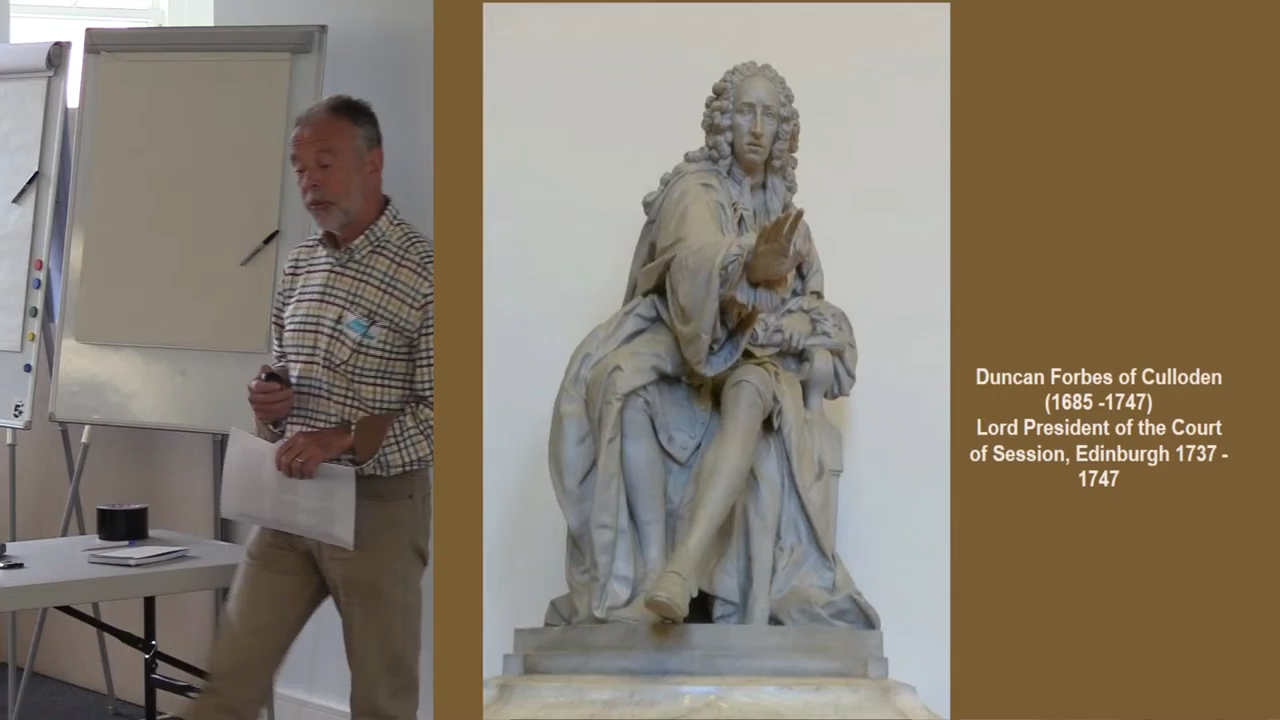 Duncan Forbes of Culloden
(1685 -1747)
Lord President of the Court
of Session, Edinburgh 1737 -
1747